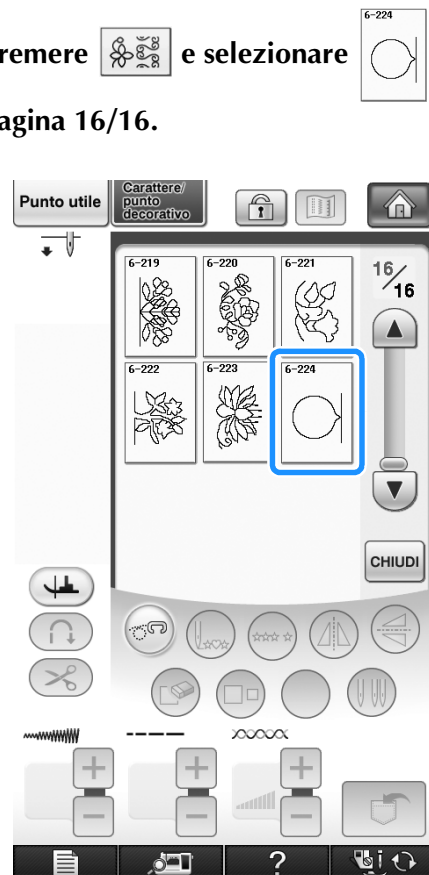 6-224
remere e selezionare
agina 16/16.
Punto utile
Carattere/
punto
decorativo
6-219 6-220 6-221
16/16
6-222 6-223 6-224
CHIUDI
?